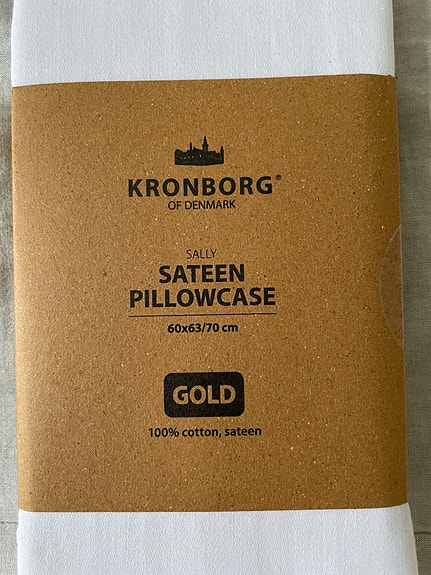 KRONBORG®
OF DENMARK
SALLY
SATEEN
PILLOWCASE
60x63/70 cm
GOLD
100% cotton, sateen